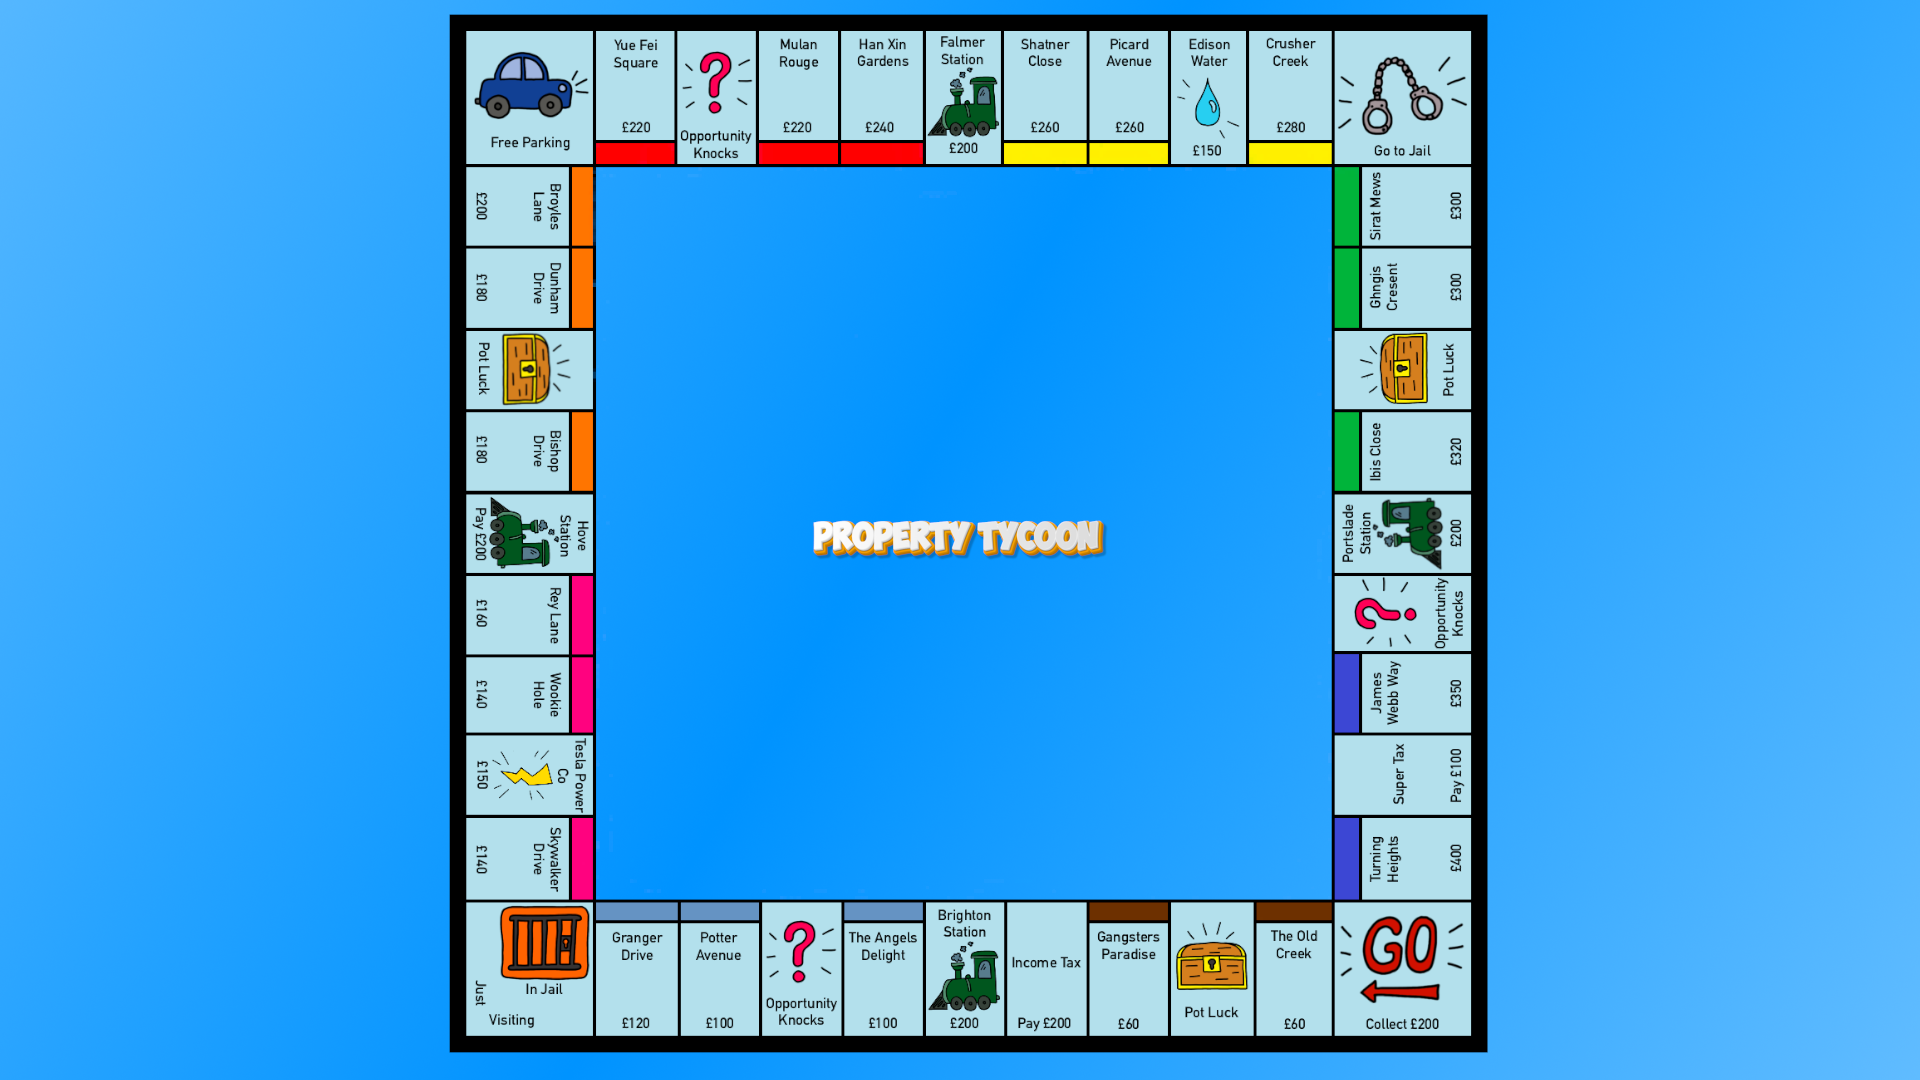 Free Parking
Yue Fei
Square
£220
Opportunity
Knocks
Mulan
Rouge
£220
Han Xin
Gardens
£240
Falmer
Station
£200
Shatner
Close
£260
Picard
Avenue
£260
Edison
Water
£150
Crusher
Creek
£280
Go to Jail
Broyles
Lane
£200
Dunham
Drive
£180
Pot Luck
Bishop
Drive
£180
Hove
Station
Pay £200
Rey Lane
£160
Wookie
Hole
£140
Tesla Power
Co
£150
Skywalker
Drive
£140
PROPERTY TYCOON
Sirat Mews
£300
Ghngis
Cresent
£300
Pot Luck
Ibis Close
£320
Portslade
Station
£200
Opportunity
Knocks
James
Webb Way
£350
Super Tax
Pay £100
Turning
Heights
£400
In Jail
Just
Visiting
Granger
Drive
£120
Potter
Avenue
£100
Opportunity
Knocks
The Angels
Delight
£100
Brighton
Station
£200
Income Tax
Pay £200
Gangsters
Paradise
£60
Pot Luck
The Old
Creek
£60
GO
Collect £200